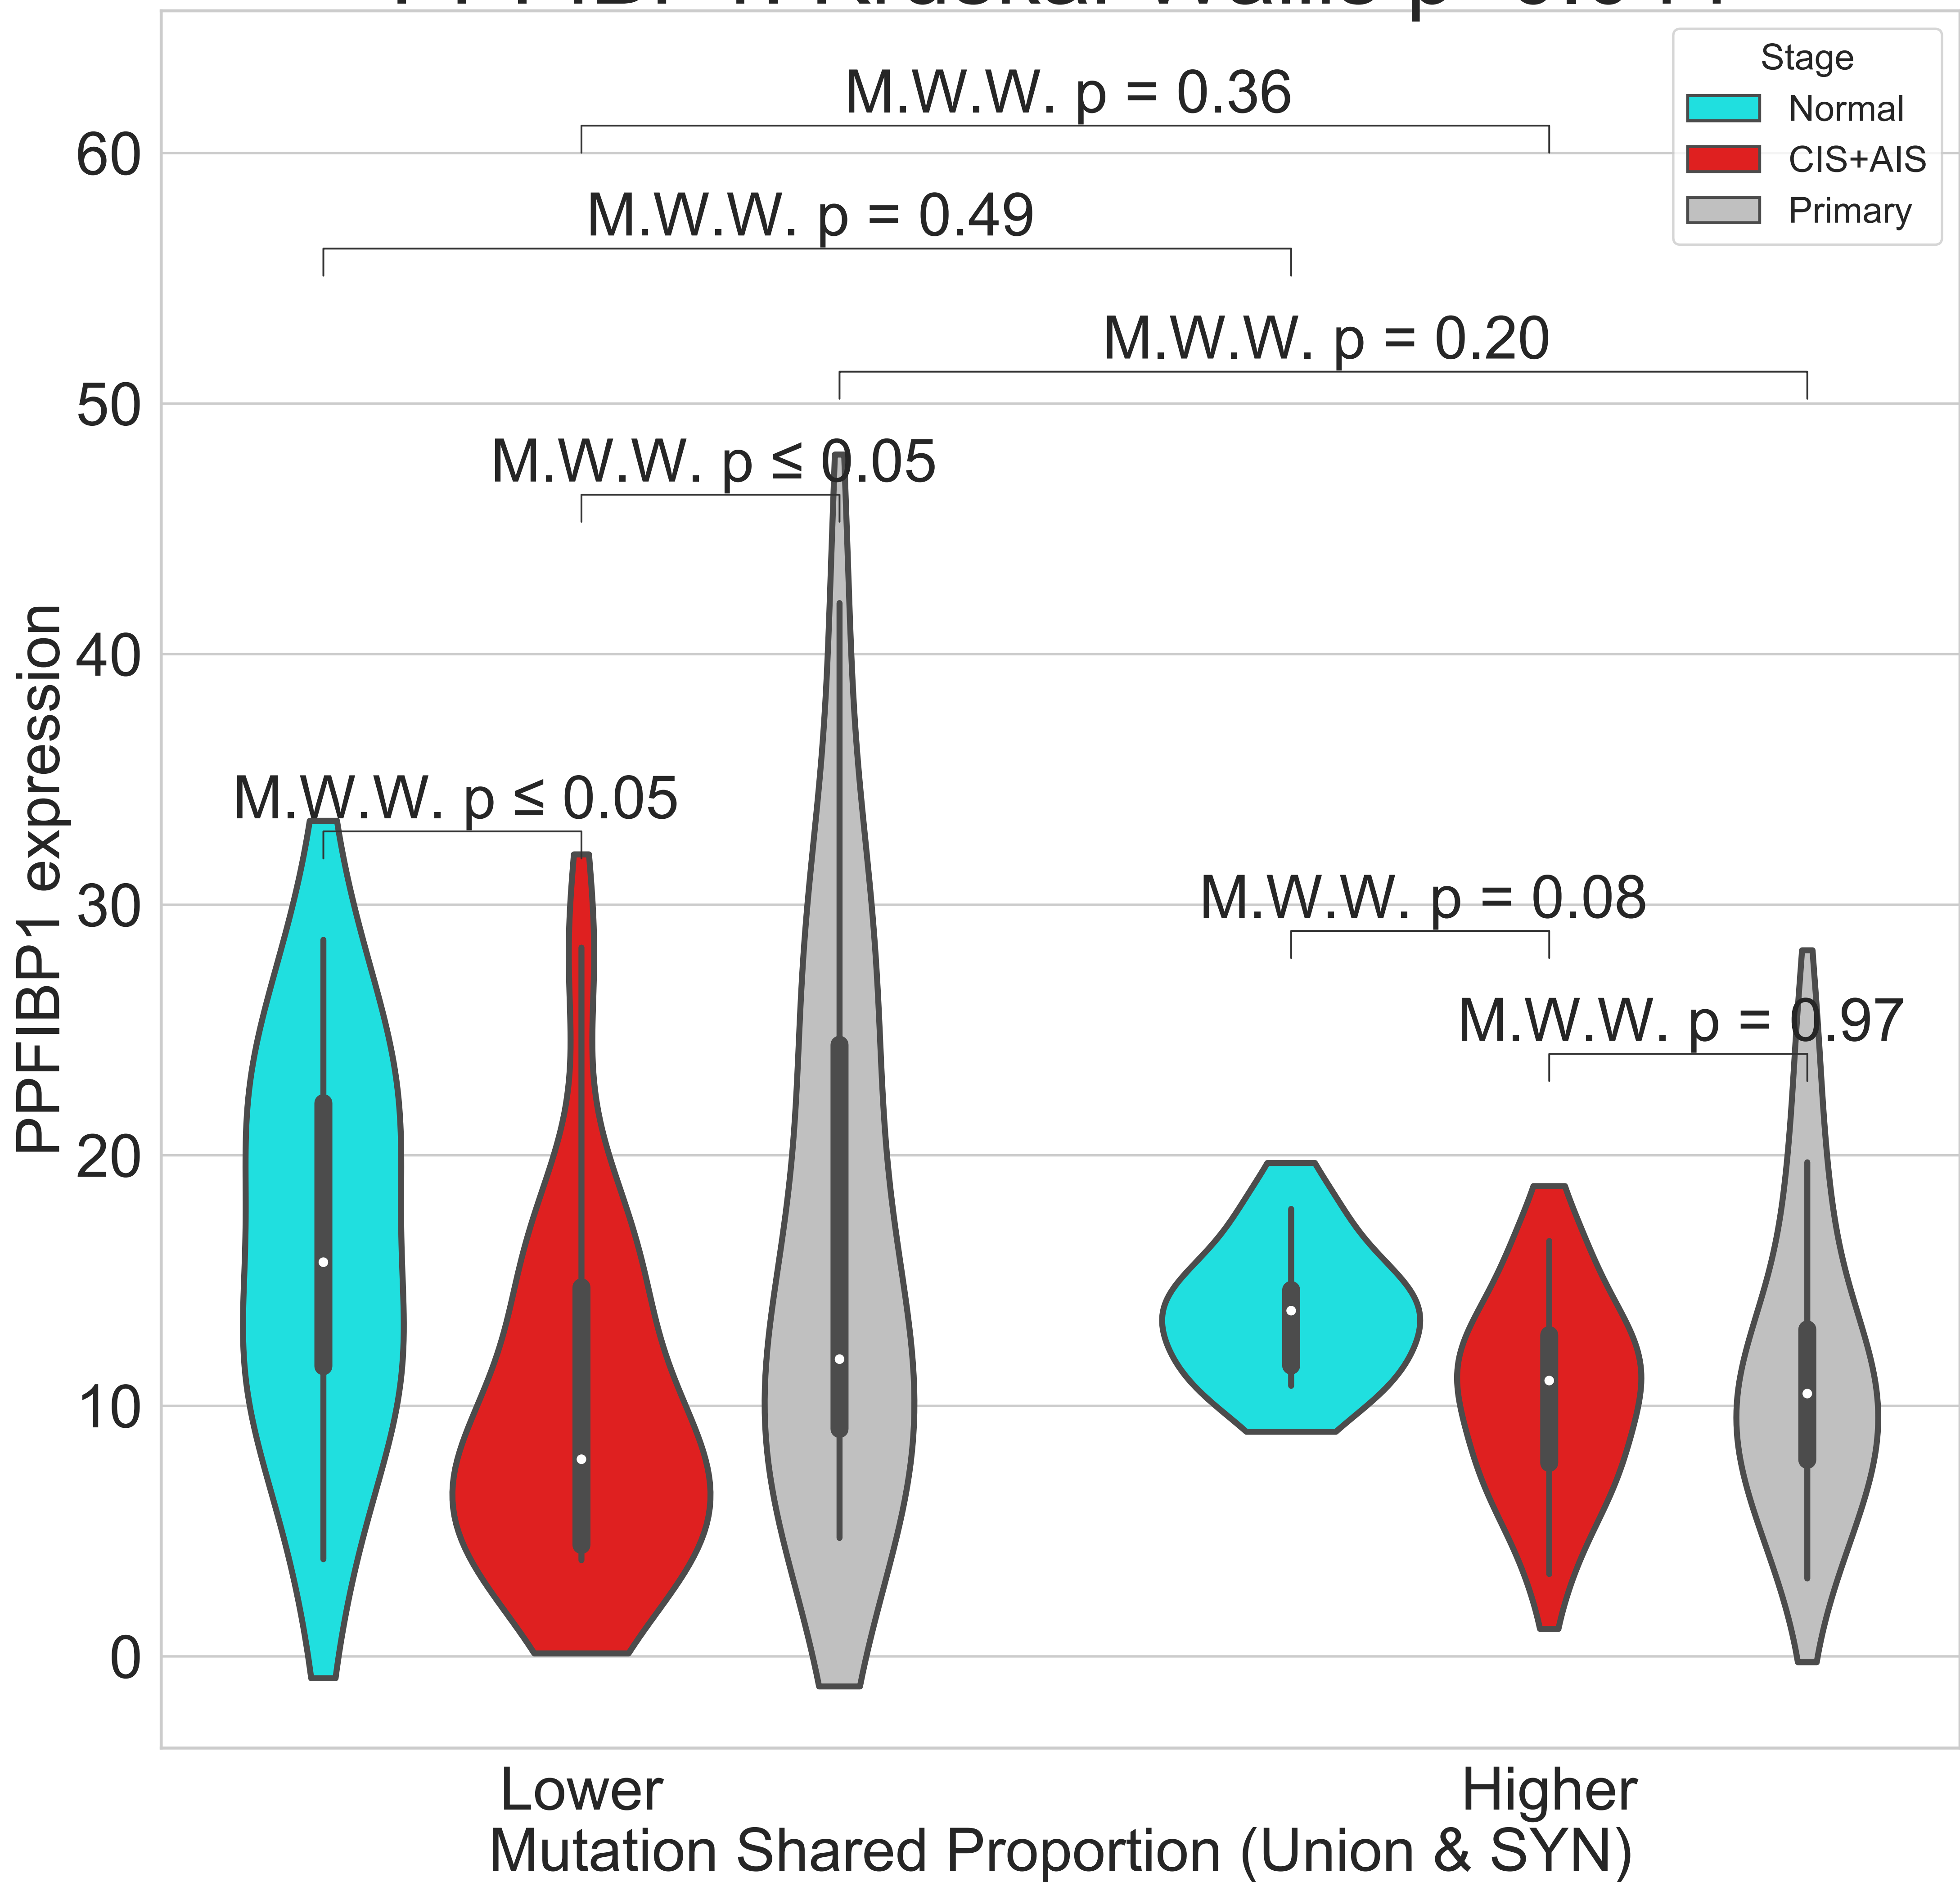 Stage
Normal
CIS+AIS
Primary
M.W.W. p = 0.36
M.W.W. p = 0.49
M.W.W. p = 0.20
M.W.W. p ≤ 0.05
M.W.W. p ≤ 0.05
M.W.W. p = 0.08
M.W.W. p = 0.97
PPFIBP1 expression
60
50
40
30
20
10
0
Lower
Higher
Mutation Shared Proportion (Union & SYN)